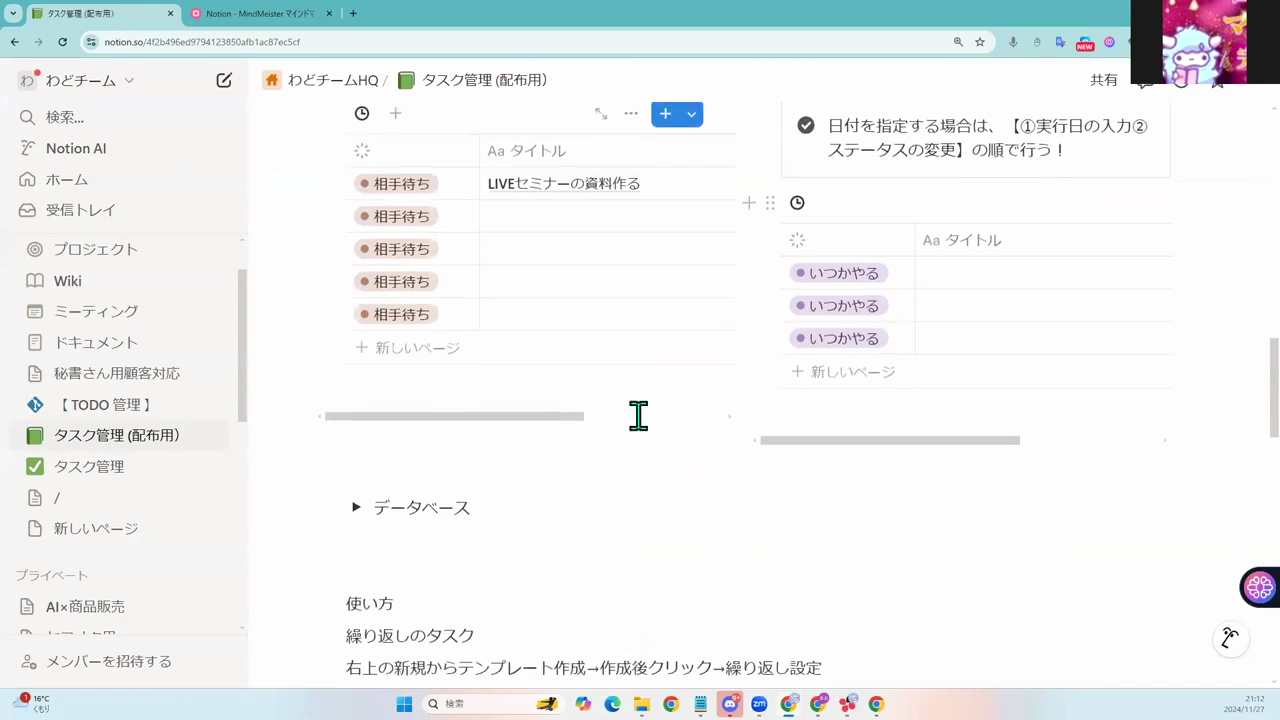 タスク管理 (配布用)
Notion - MindMeister マインドマ
notion.so/4f2b496ed9794123850afb1ac87ec5cf
NEW
わ
わどチーム
わどチームHQ / タスク管理 (配布用)
共有
検索...
Notion AI
ホーム
受信トレイ
プロジェクト
Wiki
ミーティング
ドキュメント
秘書さん用顧客対応
【 TODO 管理 】
タスク管理 (配布用)
タスク管理
/
新しいページ
プライベート
AI×商品販売
メンバーを招待する
Aa タイトル
相手待ち LIVEセミナーの資料作る
相手待ち
相手待ち
相手待ち
相手待ち
新しいページ
日付を指定する場合は、【①実行日の入力②
ステータスの変更】の順で行う！
Aa タイトル
いつかやる
いつかやる
いつかやる
新しいページ
データベース
使い方
繰り返しのタスク
右上の新規からテンプレート作成→作成後クリック→繰り返し設定
1
16°C
くもり
検索
21:12
2024/11/27